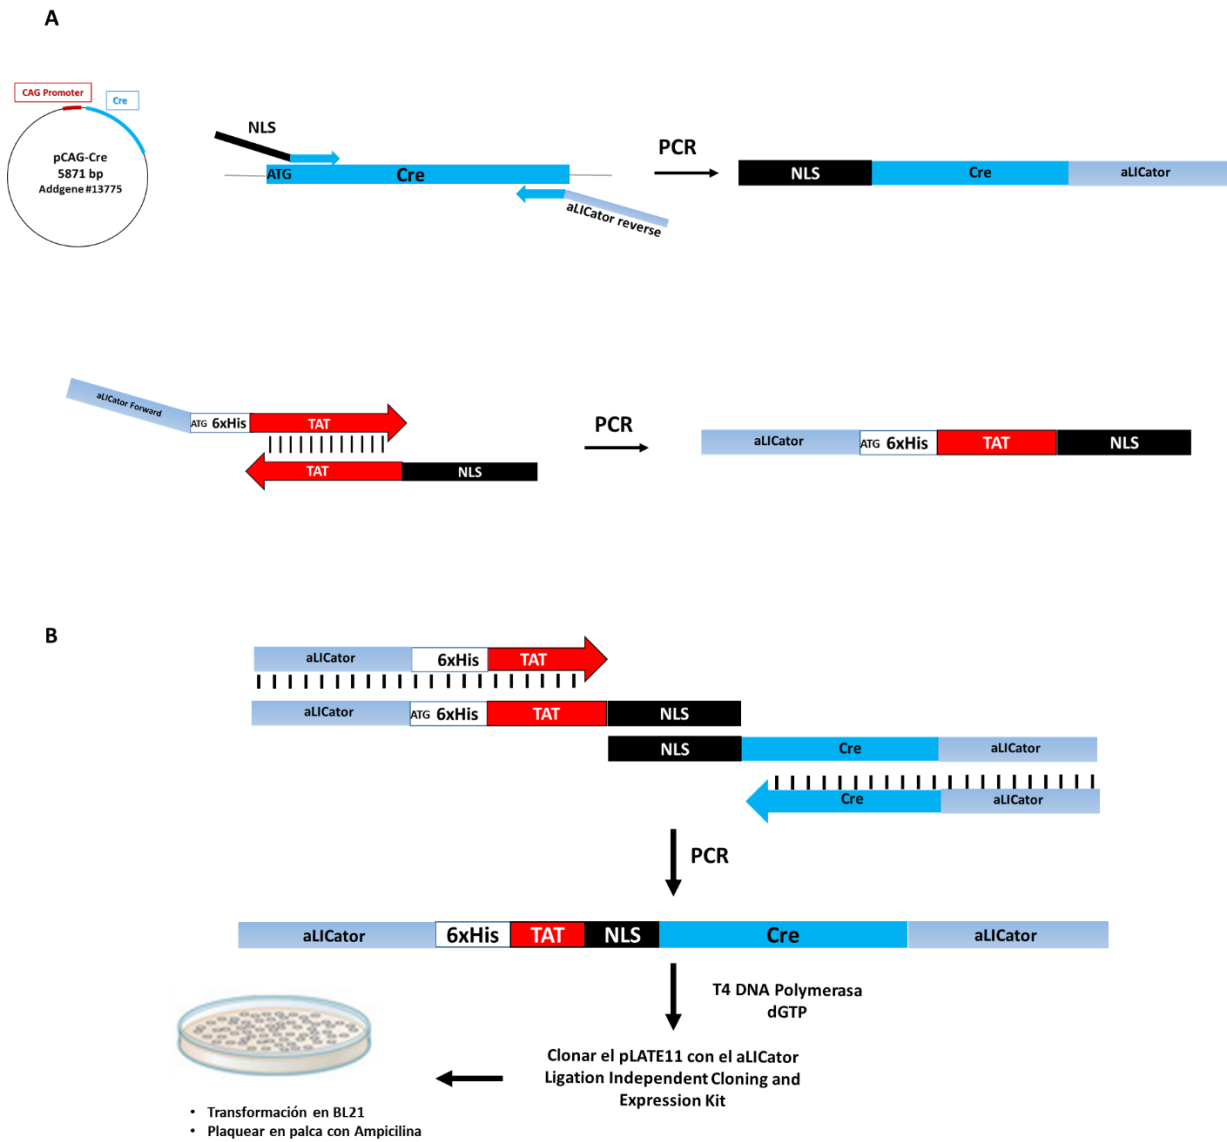 A
CAG Promoter
Cre
pCAG-Cre
5871 bp
Addgene #13775
NLS
ATG
Cre
aLICator reverse
PCR
NLS
Cre
aLICator
aLICator Forward
ATG
6xHis
TAT
TAT
NLS
PCR
aLICator
ATG
6xHis
TAT
NLS
B
aLICator
6xHis
TAT
aLICator
ATG
6xHis
TAT
NLS
NLS
Cre
aLICator
Cre
aLICator
PCR
aLICator
6xHis
TAT
NLS
Cre
aLICator
T4 DNA Polymerasa
dGTP
Clonar el pLATE11 con el aLICator
Ligation Independent Cloning and
Expression Kit
• Transformación en BL21
• Plaquear en palca con Ampicilina